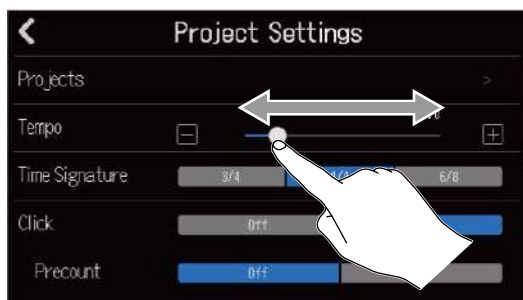 Project Settings
Projects >
Tempo
Time Signature 3/4 6/8
Click Off
Precount Off